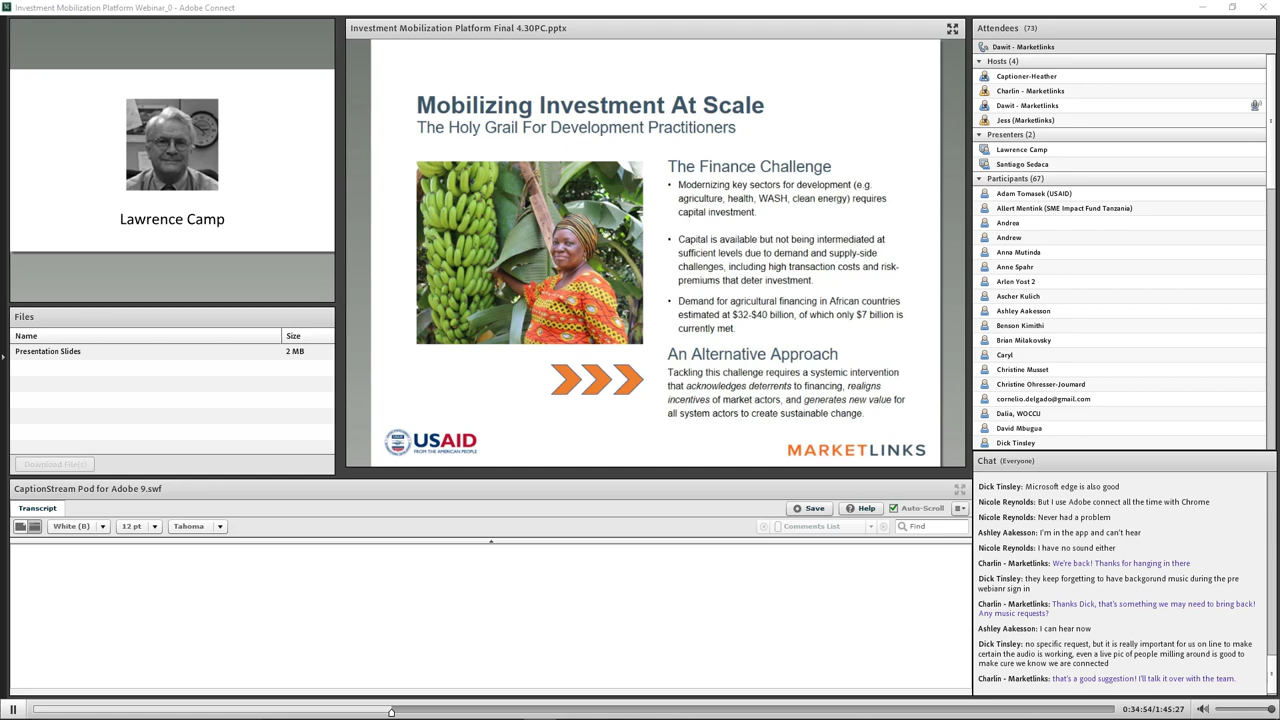 Investment Mobilization Platform Webinar_0 - Adobe Connect
Lawrence Camp
Files
Name Size
Presentation Slides 2 MB
Download File(s)
Investment Mobilization Platform Final 4.30PC.pptx
Mobilizing Investment At Scale
The Holy Grail For Development Practitioners
The Finance Challenge
• Modernizing key sectors for development (e.g.
agriculture, health, WASH, clean energy) requires
capital investment.
• Capital is available but not being intermediated at
sufficient levels due to demand and supply-side
challenges, including high transaction costs and risk-
premiums that deter investment.
• Demand for agricultural financing in African countries
estimated at $32-$40 billion, of which only $7 billion is
currently met.
An Alternative Approach
Tackling this challenge requires a systemic intervention
that acknowledges deterrents to financing, realigns
incentives of market actors, and generates new value for
all system actors to create sustainable change.
USAID
FROM THE AMERICAN PEOPLE
MARKETLINKS
CaptionStream Pod for Adobe 9.swf
Transcript
Save Help Auto-Scroll
White (B) 12 pt Tahoma Comments List Find
Attendees (73)
Dawit - Marketlinks
Hosts (4)
Captioner-Heather
Charlin - Marketlinks
Dawit - Marketlinks
Jess (Marketlinks)
Presenters (2)
Lawrence Camp
Santiago Sedaca
Participants (67)
Adam Tomasek (USAID)
Allert Mentink (SME Impact Fund Tanzania)
Andrea
Andrew
Anna Mutinda
Anne Spahr
Arlen Yost 2
Ascher Kulich
Ashley Aakesson
Benson Kimithi
Brian Milakovsky
Caryl
Christine Musset
Christine Ohresser-Joumard
cornelio.delgado@gmail.com
Dalia, WOCCU
David Mbugua
Dick Tinsley
Chat (Everyone)
Dick Tinsley: Microsoft edge is also good
Nicole Reynolds: But I use Adobe connect all the time with Chrome
Nicole Reynolds: Never had a problem
Ashley Aakesson: I'm in the app and can't hear
Nicole Reynolds: I have no sound either
Charlin - Marketlinks: We're back! Thanks for hanging in there
Dick Tinsley: they keep forgetting to have backgorund music during the pre
webianr sign in
Charlin - Marketlinks: Thanks Dick, that's something we may need to bring back!
Any music requests?
Ashley Aakesson: I can hear now
Dick Tinsley: no specific request, but it is really important for us on line to make
certain the audio is working, even a live pic of people milling around is good to
make cure we know we are connected
Charlin - Marketlinks: that's a good suggestion! I'll talk it over with the team.
0:34:54/1:45:27